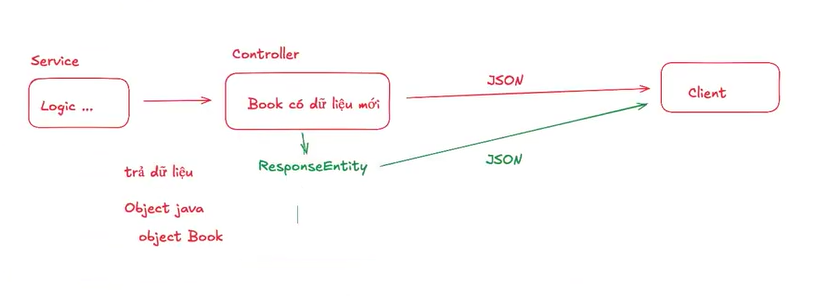 Service
Controller
Logic ...
Book có dữ liệu mới
JSON
Client
ResponseEntity
JSON
trả dữ liệu
Object java
object Book